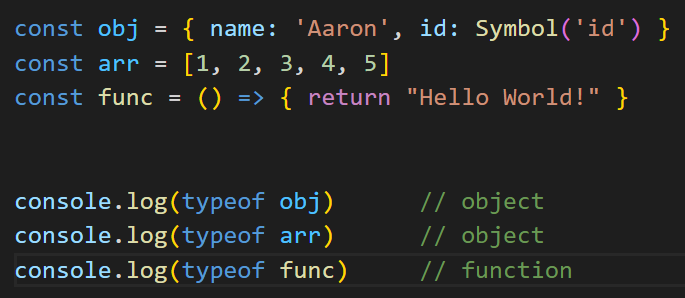 const obj = { name: 'Aaron', id: Symbol('id') }
const arr = [1, 2, 3, 4, 5]
const func = () => { return "Hello World!" }
console.log(typeof obj)      // object
console.log(typeof arr)      // object
console.log(typeof func)     // function